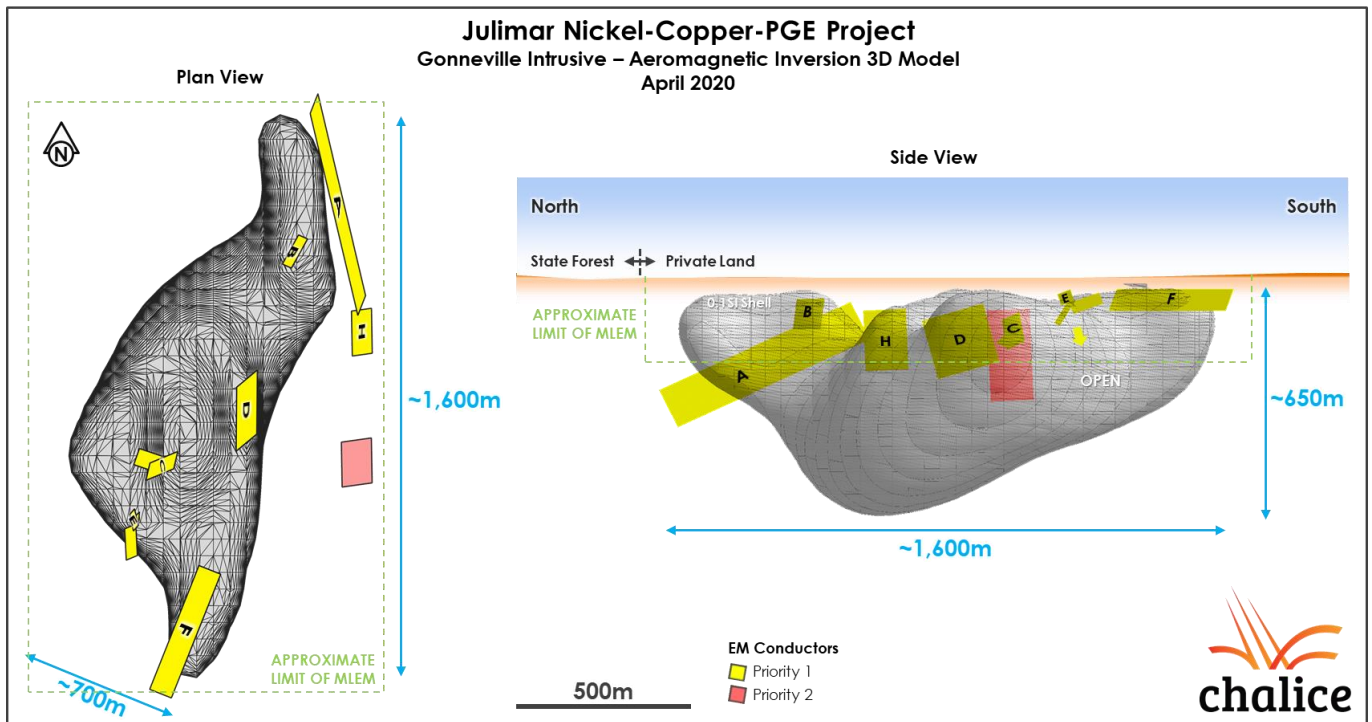 Julimar Nickel-Copper-PGE Project
Gonneville Intrusive – Aeromagnetic Inversion 3D Model
April 2020
Plan View
N
A
B
H
D
C
E
F
~1,600m
~700m
APPROXIMATE
LIMIT OF MLEM
Side View
North
South
State Forest
Private Land
APPROXIMATE
LIMIT OF MLEM
0.1SI Shell
B
A
H
D
C
E
F
OPEN
~650m
~1,600m
500m
EM Conductors
Priority 1
Priority 2
chalice